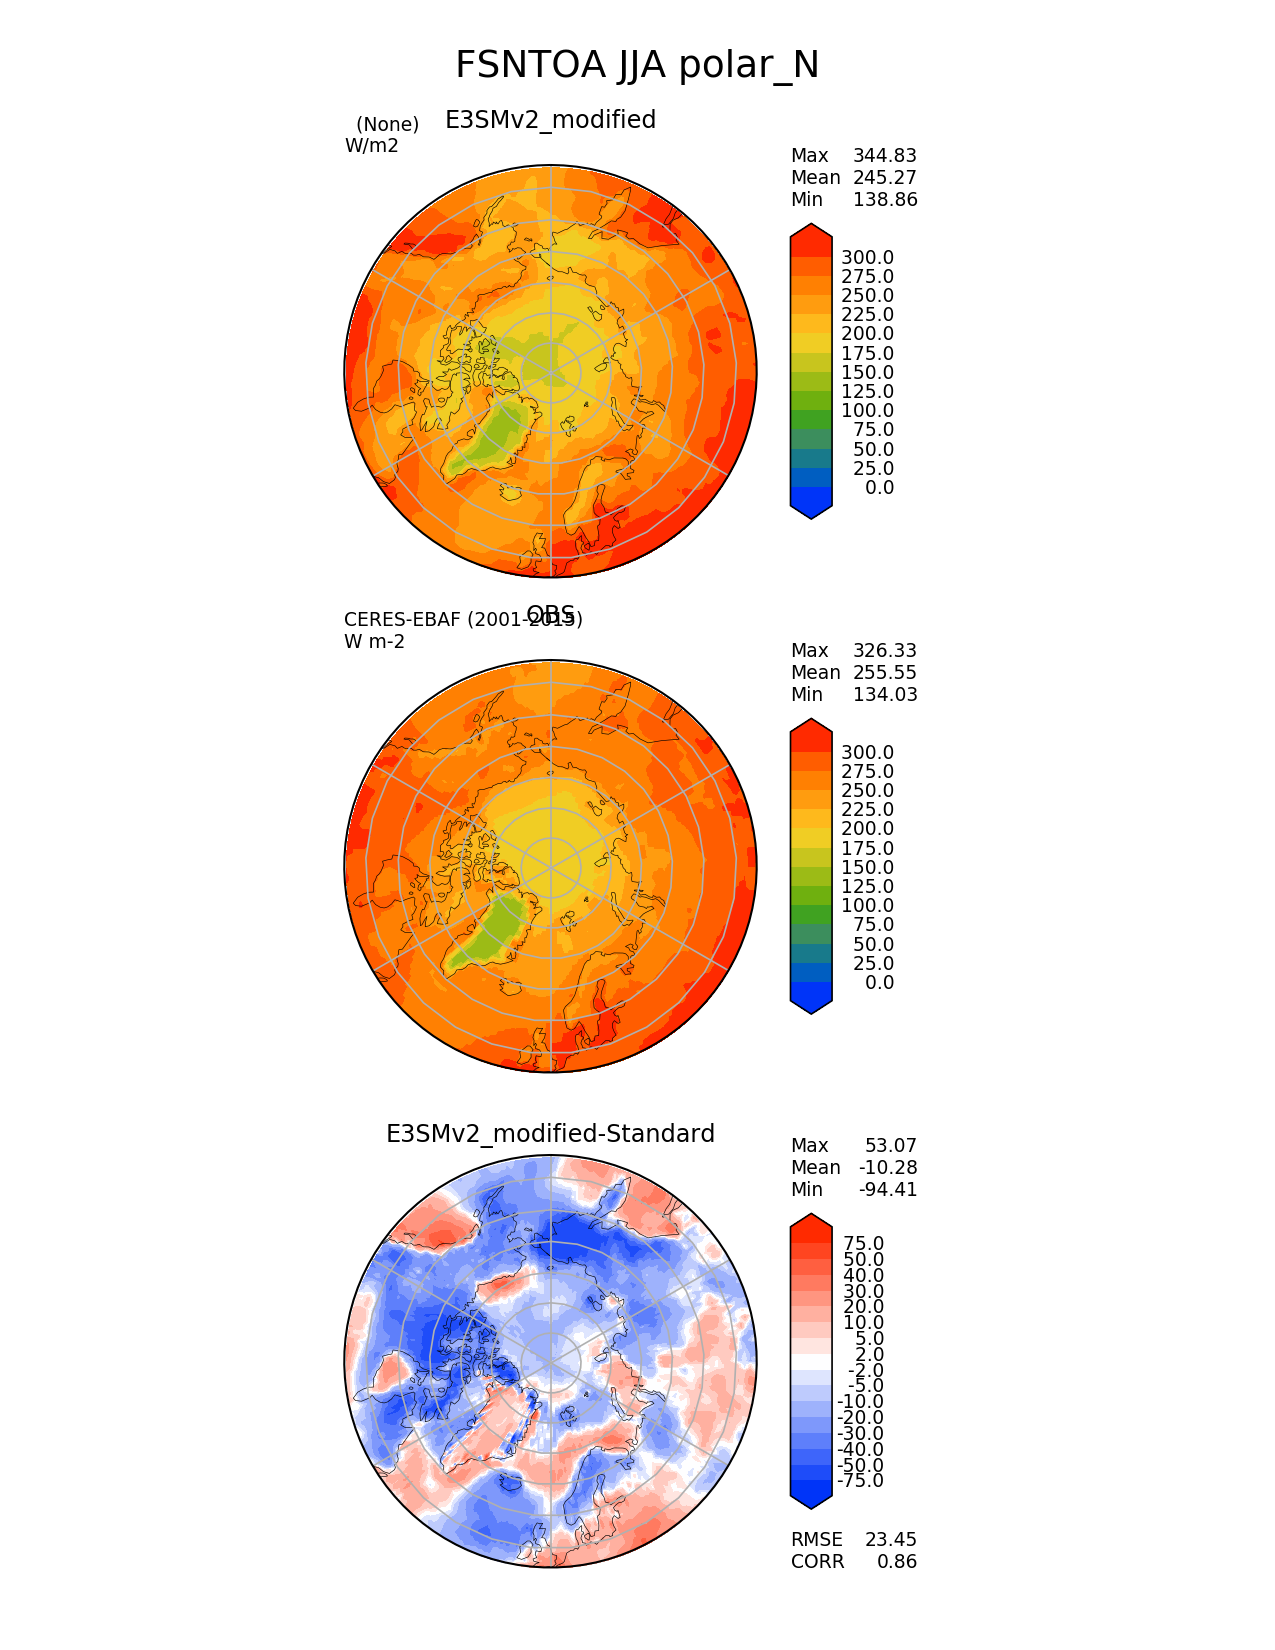 FSNTOA JJA polar_N
(None)
E3SMv2_modified
W/m2
Max 344.83
Mean 245.27
Min 138.86
300.0
275.0
250.0
225.0
200.0
175.0
150.0
125.0
100.0
75.0
50.0
25.0
0.0
OBS
CERES-EBAF (2001-2015)
W m-2
Max 326.33
Mean 255.55
Min 134.03
300.0
275.0
250.0
225.0
200.0
175.0
150.0
125.0
100.0
75.0
50.0
25.0
0.0
E3SMv2_modified-Standard
Max 53.07
Mean -10.28
Min -94.41
75.0
50.0
40.0
30.0
20.0
10.0
5.0
2.0
-2.0
-5.0
-10.0
-20.0
-30.0
-40.0
-50.0
-75.0
RMSE 23.45
CORR 0.86